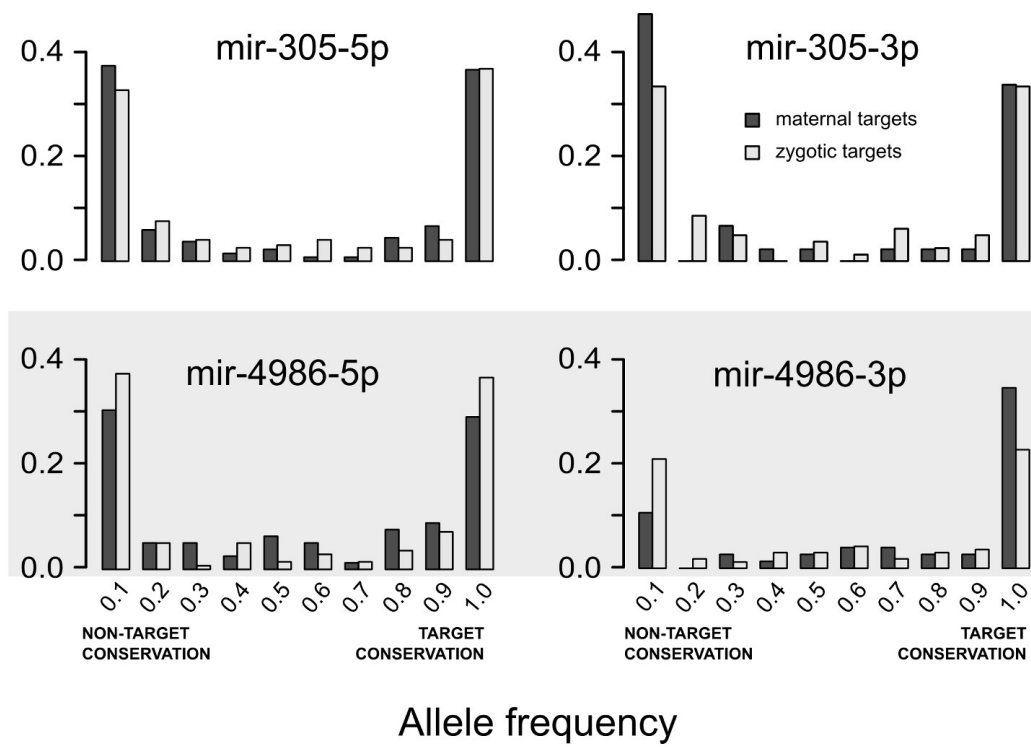 mir-305-5p
0.4
0.2
0.0
mir-305-3p
0.4
0.2
0.0
maternal targets
zygotic targets
mir-4986-5p
0.4
0.2
0.0
0.1 0.2 0.3 0.4 0.5 0.6 0.7 0.8 0.9 1.0
NON-TARGET
CONSERVATION
TARGET
CONSERVATION
mir-4986-3p
0.4
0.2
0.0
0.1 0.2 0.3 0.4 0.5 0.6 0.7 0.8 0.9 1.0
NON-TARGET
CONSERVATION
TARGET
CONSERVATION
Allele frequency